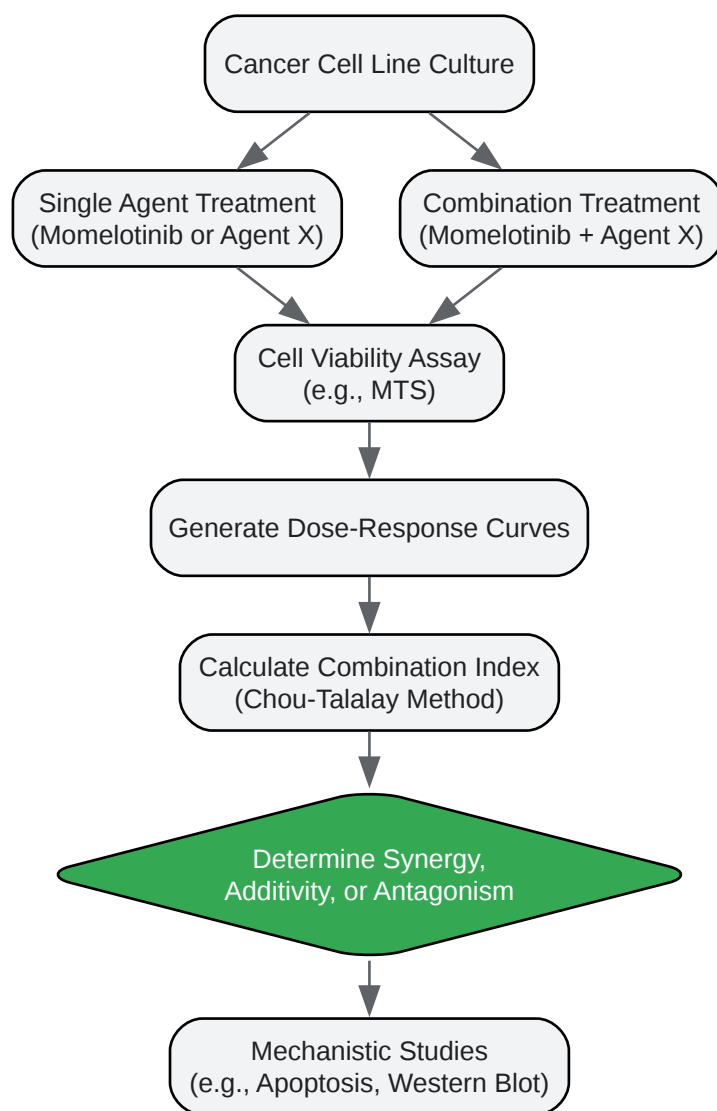 Cancer Cell Line Culture
Single Agent Treatment
(Momelotinib or Agent X)
Combination Treatment
(Momelotinib + Agent X)
Cell Viability Assay
(e.g., MTS)
Generate Dose-Response Curves
Calculate Combination Index
(Chou-Talalay Method)
Determine Synergy,
Additivity, or Antagonism
Mechanistic Studies
(e.g., Apoptosis, Western Blot)